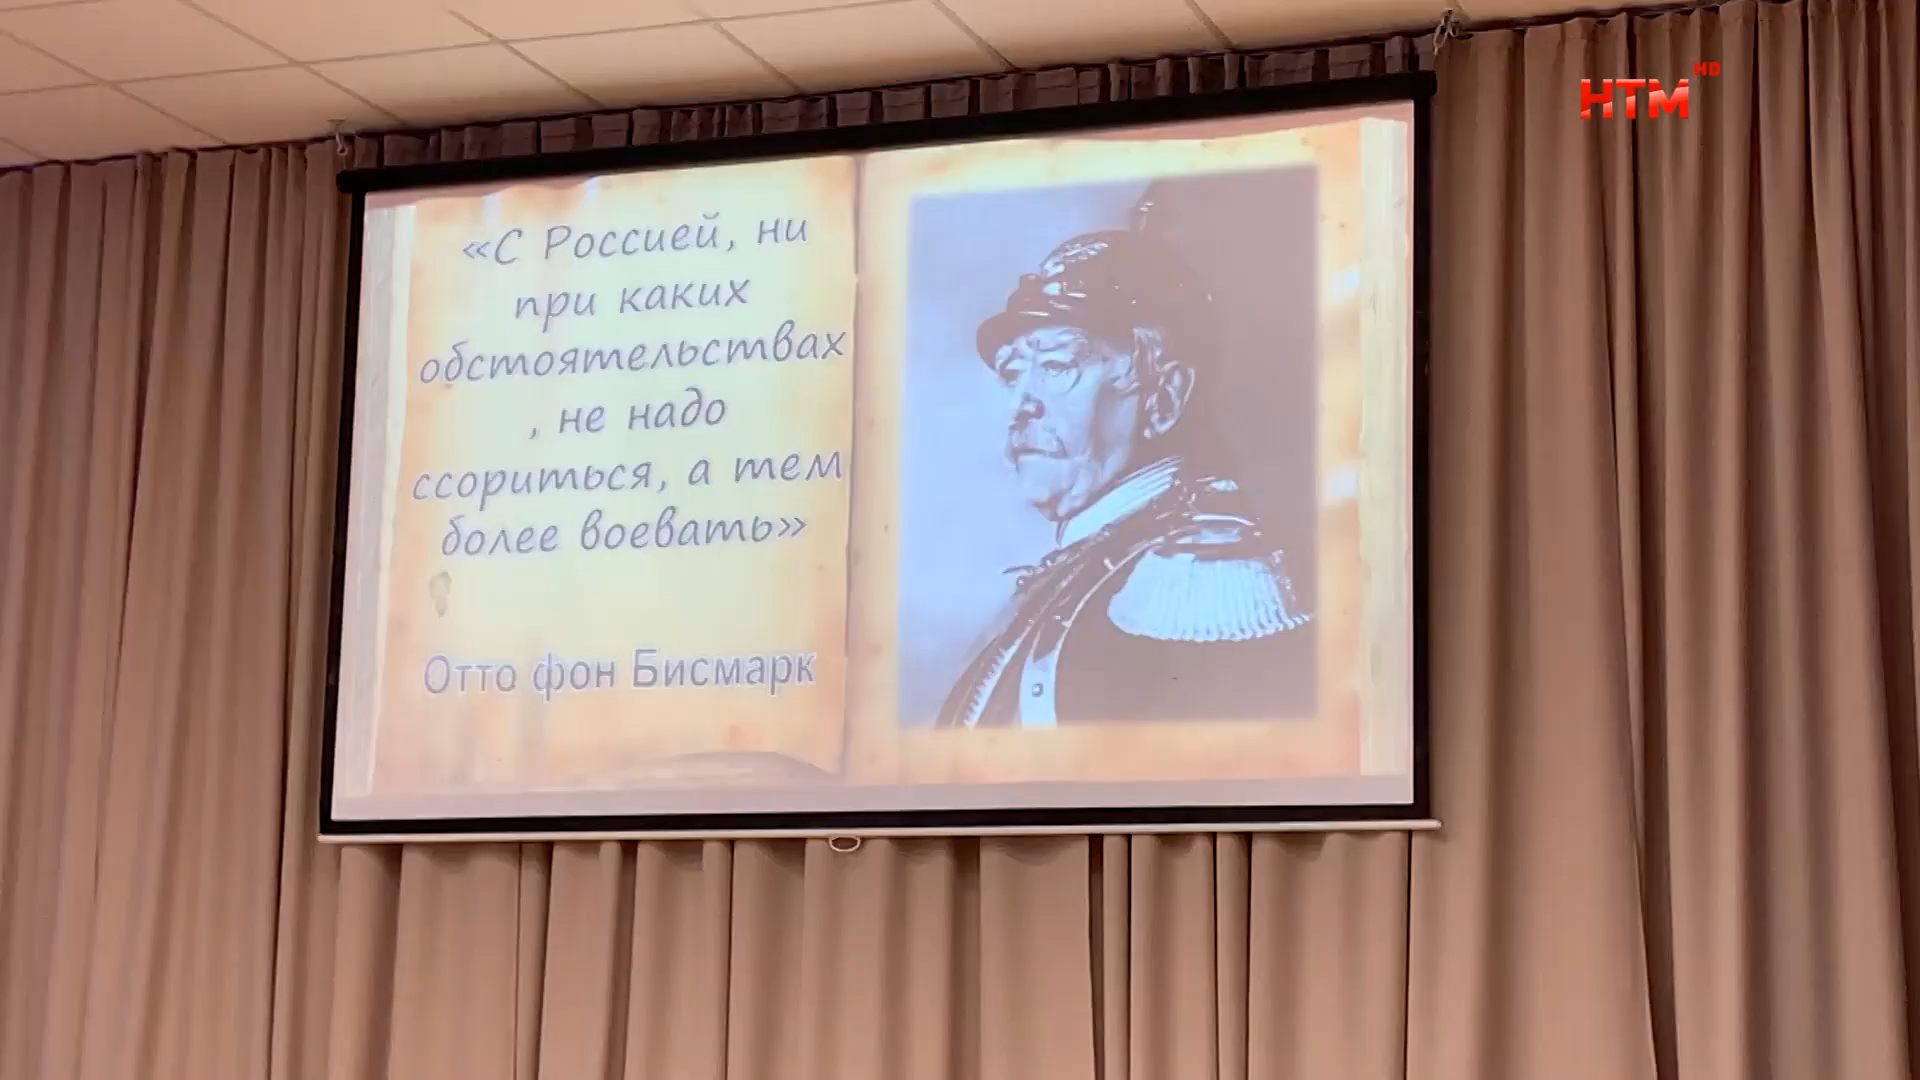 НТМ HD
«С Россией, ни
при каких
обстоятельствах
, не надо
ссориться, а тем
более воевать»
Отто фон Бисмарк